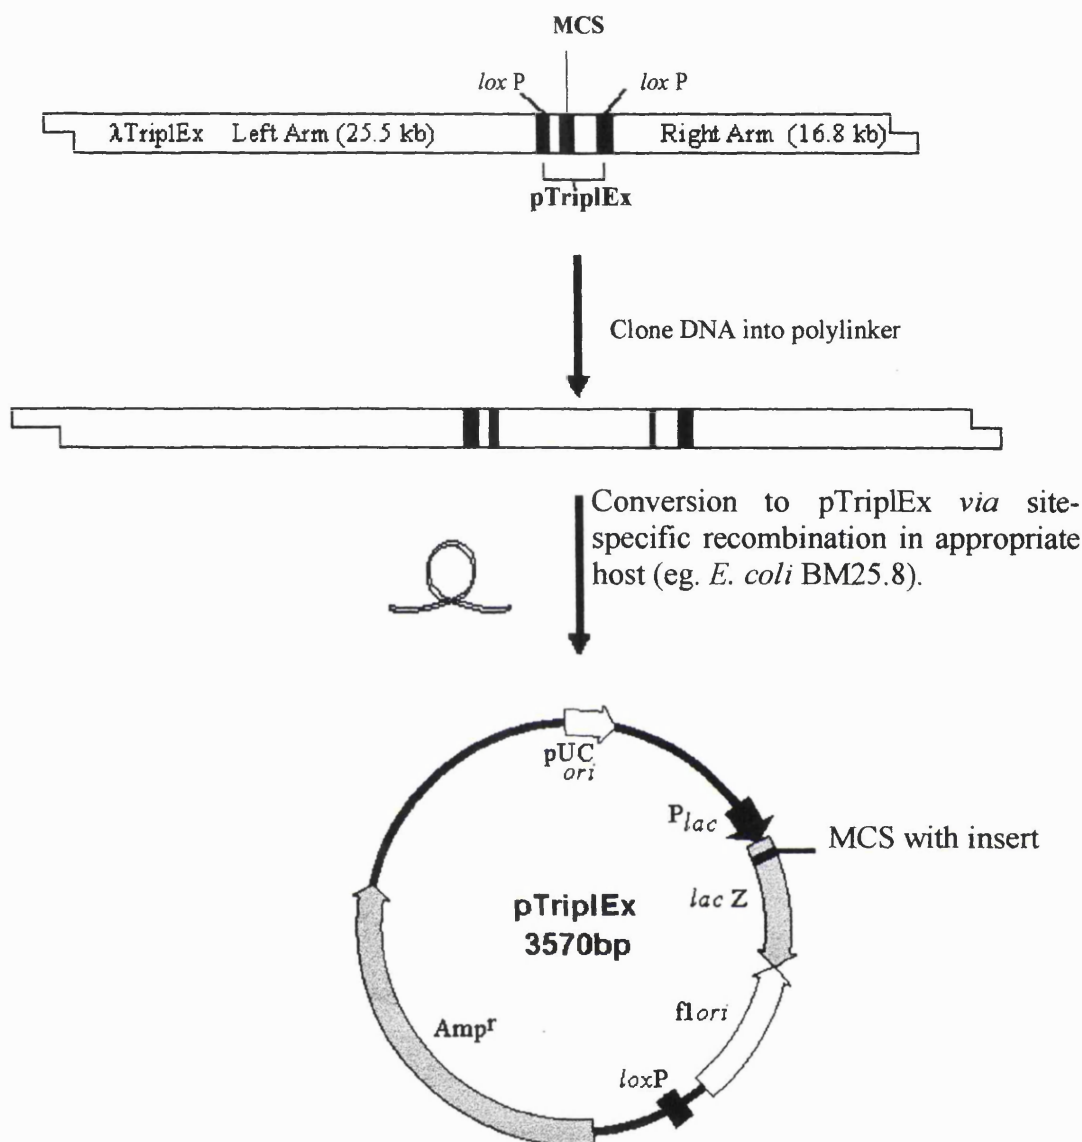 MCS
lox P
lox P
λTriplEx Left Arm (25.5 kb)
Right Arm (16.8 kb)
pTriplEx
Clone DNA into polylinker
Conversion to pTriplEx via site-
specific recombination in appropriate
host (eg. E. coli BM25.8).
pUC
ori
Plac
MCS with insert
lac Z
pTriplEx
3570bp
f1ori
Ampr
loxP